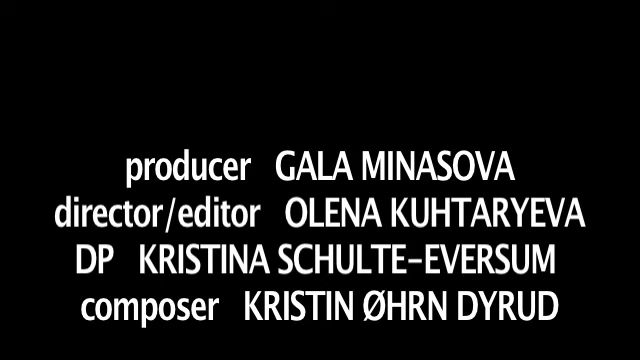 producer GALA MINASOVA
director/editor OLENA KUHTARYEVA
DP KRISTINA SCHULTE-EVERSUM
composer KRISTIN ØHRN DYRUD